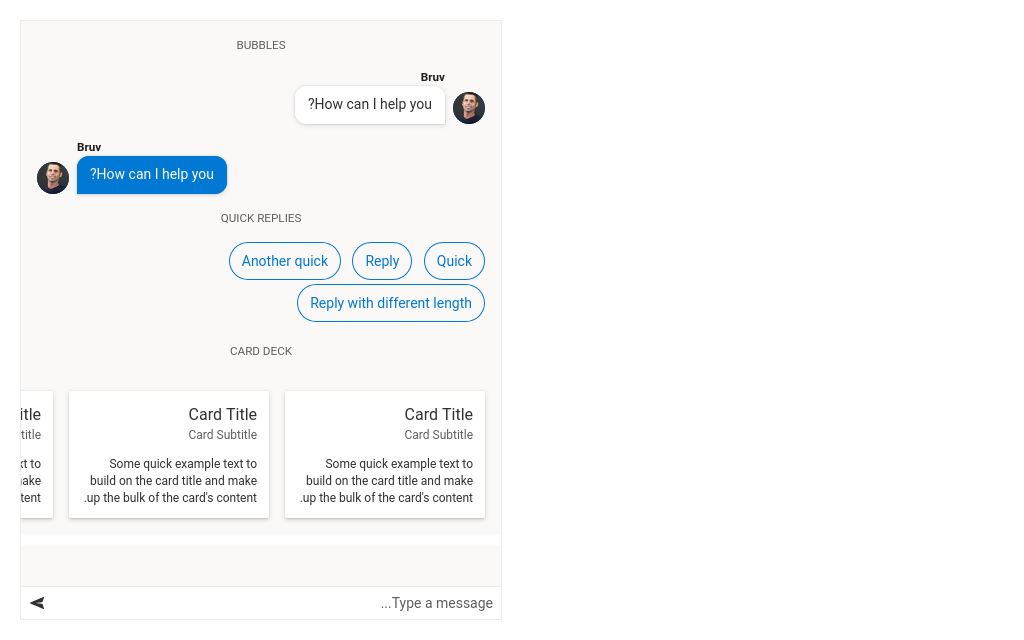 BUBBLES
Bruv
?How can I help you
Bruv
?How can I help you
QUICK REPLIES
Quick
Reply
Another quick
Reply with different length
CARD DECK
Card Title
Card Subtitle
Some quick example text to
build on the card title and make
.up the bulk of the card's content
Card Title
Card Subtitle
Some quick example text to
build on the card title and make
.up the bulk of the card's content
itle
title
xt to
ake
tent
...Type a message